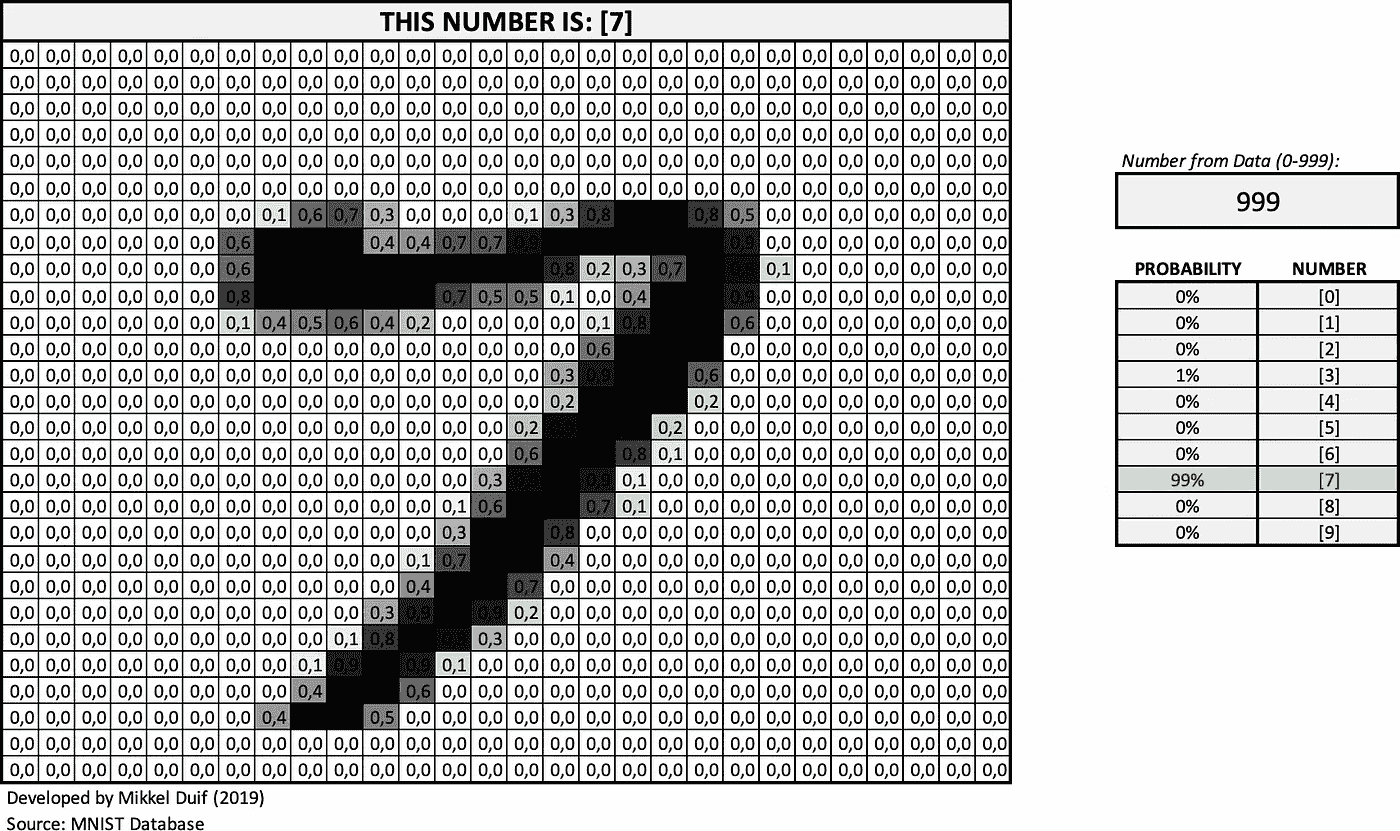 THIS NUMBER IS: [7]
0,0 0,0 0,0 0,0 0,0 0,0 0,0 0,0 0,0 0,0 0,0 0,0 0,0 0,0 0,0 0,0 0,0 0,0 0,0 0,0 0,0 0,0 0,0 0,0 0,0 0,0 0,0 0,0
0,0 0,0 0,0 0,0 0,0 0,0 0,0 0,0 0,0 0,0 0,0 0,0 0,0 0,0 0,0 0,0 0,0 0,0 0,0 0,0 0,0 0,0 0,0 0,0 0,0 0,0 0,0 0,0
0,0 0,0 0,0 0,0 0,0 0,0 0,0 0,0 0,0 0,0 0,0 0,0 0,0 0,0 0,0 0,0 0,0 0,0 0,0 0,0 0,0 0,0 0,0 0,0 0,0 0,0 0,0 0,0
0,0 0,0 0,0 0,0 0,0 0,0 0,0 0,0 0,0 0,0 0,0 0,0 0,0 0,0 0,0 0,0 0,0 0,0 0,0 0,0 0,0 0,0 0,0 0,0 0,0 0,0 0,0 0,0
0,0 0,0 0,0 0,0 0,0 0,0 0,0 0,0 0,0 0,0 0,0 0,0 0,0 0,0 0,0 0,0 0,0 0,0 0,0 0,0 0,0 0,0 0,0 0,0 0,0 0,0 0,0 0,0
0,0 0,0 0,0 0,0 0,0 0,0 0,0 0,0 0,0 0,0 0,0 0,0 0,0 0,0 0,0 0,0 0,0 0,0 0,0 0,0 0,0 0,0 0,0 0,0 0,0 0,0 0,0 0,0
0,0 0,0 0,0 0,0 0,0 0,0 0,0 0,1 0,6 0,7 0,3 0,0 0,0 0,0 0,1 0,3 0,8 0,8 0,5 0,0 0,0 0,0 0,0 0,0 0,0 0,0
0,0 0,0 0,0 0,0 0,0 0,0 0,6 0,4 0,4 0,7 0,7 0,9 0,9 0,0 0,0 0,0 0,0 0,0 0,0 0,0
0,0 0,0 0,0 0,0 0,0 0,0 0,6 0,8 0,2 0,3 0,7 0,1 0,0 0,0 0,0 0,0 0,0 0,0
0,0 0,0 0,0 0,0 0,0 0,0 0,8 0,7 0,5 0,5 0,1 0,0 0,4 0,9 0,0 0,0 0,0 0,0 0,0 0,0 0,0
0,0 0,0 0,0 0,0 0,0 0,0 0,1 0,4 0,5 0,6 0,4 0,2 0,0 0,0 0,0 0,0 0,1 0,8 0,6 0,0 0,0 0,0 0,0 0,0 0,0 0,0
0,0 0,0 0,0 0,0 0,0 0,0 0,0 0,0 0,0 0,0 0,0 0,0 0,0 0,0 0,0 0,0 0,6 0,0 0,0 0,0 0,0 0,0 0,0 0,0 0,0
0,0 0,0 0,0 0,0 0,0 0,0 0,0 0,0 0,0 0,0 0,0 0,0 0,0 0,0 0,0 0,3 0,9 0,6 0,0 0,0 0,0 0,0 0,0 0,0 0,0 0,0
0,0 0,0 0,0 0,0 0,0 0,0 0,0 0,0 0,0 0,0 0,0 0,0 0,0 0,0 0,0 0,2 0,2 0,0 0,0 0,0 0,0 0,0 0,0 0,0 0,0
0,0 0,0 0,0 0,0 0,0 0,0 0,0 0,0 0,0 0,0 0,0 0,0 0,0 0,0 0,2 0,2 0,0 0,0 0,0 0,0 0,0 0,0 0,0 0,0 0,0
0,0 0,0 0,0 0,0 0,0 0,0 0,0 0,0 0,0 0,0 0,0 0,0 0,0 0,0 0,6 0,8 0,1 0,0 0,0 0,0 0,0 0,0 0,0 0,0 0,0 0,0
0,0 0,0 0,0 0,0 0,0 0,0 0,0 0,0 0,0 0,0 0,0 0,0 0,0 0,3 0,9 0,1 0,0 0,0 0,0 0,0 0,0 0,0 0,0 0,0 0,0 0,0
0,0 0,0 0,0 0,0 0,0 0,0 0,0 0,0 0,0 0,0 0,0 0,0 0,1 0,6 0,7 0,1 0,0 0,0 0,0 0,0 0,0 0,0 0,0 0,0 0,0 0,0
0,0 0,0 0,0 0,0 0,0 0,0 0,0 0,0 0,0 0,0 0,0 0,0 0,3 0,8 0,0 0,0 0,0 0,0 0,0 0,0 0,0 0,0 0,0 0,0 0,0 0,0
0,0 0,0 0,0 0,0 0,0 0,0 0,0 0,0 0,0 0,0 0,0 0,1 0,7 0,4 0,0 0,0 0,0 0,0 0,0 0,0 0,0 0,0 0,0 0,0 0,0 0,0
0,0 0,0 0,0 0,0 0,0 0,0 0,0 0,0 0,0 0,0 0,0 0,4 0,7 0,0 0,0 0,0 0,0 0,0 0,0 0,0 0,0 0,0 0,0 0,0 0,0 0,0
0,0 0,0 0,0 0,0 0,0 0,0 0,0 0,0 0,0 0,0 0,3 0,9 0,9 0,2 0,0 0,0 0,0 0,0 0,0 0,0 0,0 0,0 0,0 0,0 0,0 0,0 0,0
0,0 0,0 0,0 0,0 0,0 0,0 0,0 0,0 0,0 0,1 0,8 0,3 0,0 0,0 0,0 0,0 0,0 0,0 0,0 0,0 0,0 0,0 0,0 0,0 0,0 0,0
0,0 0,0 0,0 0,0 0,0 0,0 0,0 0,0 0,1 0,9 0,9 0,1 0,0 0,0 0,0 0,0 0,0 0,0 0,0 0,0 0,0 0,0 0,0 0,0 0,0 0,0 0,0
0,0 0,0 0,0 0,0 0,0 0,0 0,0 0,0 0,4 0,6 0,0 0,0 0,0 0,0 0,0 0,0 0,0 0,0 0,0 0,0 0,0 0,0 0,0 0,0 0,0 0,0
0,0 0,0 0,0 0,0 0,0 0,0 0,0 0,4 0,5 0,0 0,0 0,0 0,0 0,0 0,0 0,0 0,0 0,0 0,0 0,0 0,0 0,0 0,0 0,0 0,0 0,0
0,0 0,0 0,0 0,0 0,0 0,0 0,0 0,0 0,0 0,0 0,0 0,0 0,0 0,0 0,0 0,0 0,0 0,0 0,0 0,0 0,0 0,0 0,0 0,0 0,0 0,0 0,0 0,0
0,0 0,0 0,0 0,0 0,0 0,0 0,0 0,0 0,0 0,0 0,0 0,0 0,0 0,0 0,0 0,0 0,0 0,0 0,0 0,0 0,0 0,0 0,0 0,0 0,0 0,0 0,0 0,0
Developed by Mikkel Duif (2019)
Source: MNIST Database
Number from Data (0-999):
999
PROBABILITY NUMBER
0% [0]
0% [1]
0% [2]
1% [3]
0% [4]
0% [5]
0% [6]
99% [7]
0% [8]
0% [9]